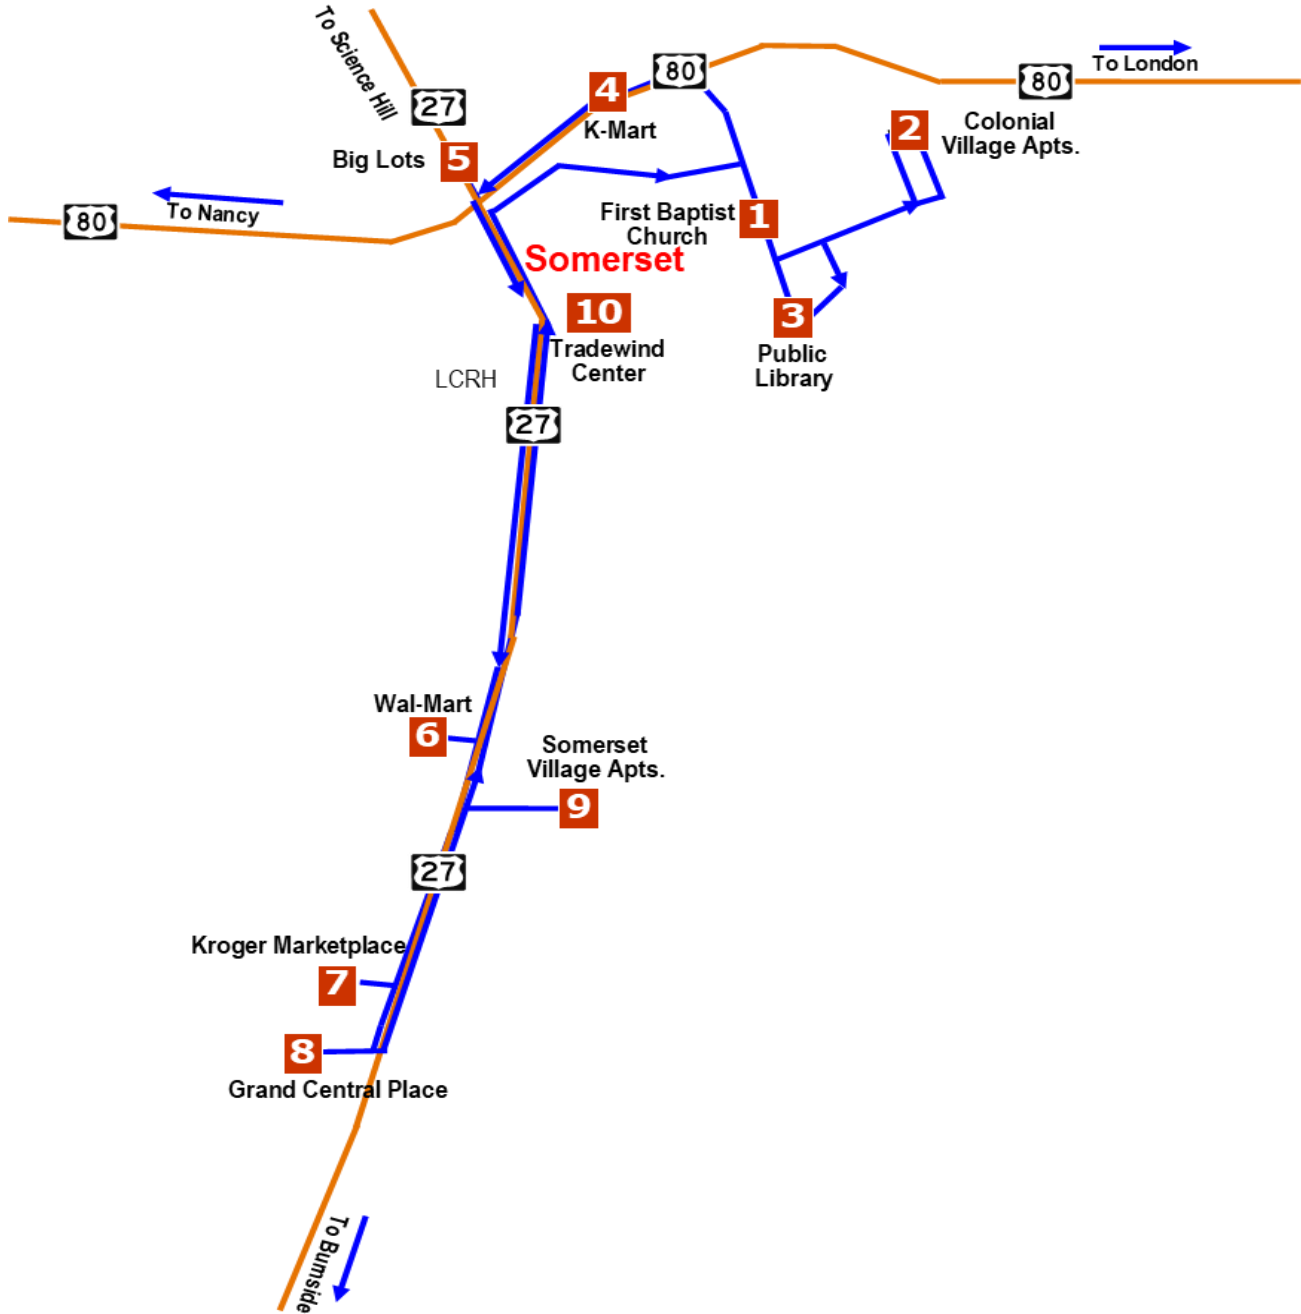 To Science Hill
27
4
K-Mart
80
To London
80
2
Colonial
Village Apts.
Big Lots
5
To Nancy
80
First Baptist
Church
1
Somerset
10
Tradewind
Center
3
Public
Library
LCRH
27
Wal-Mart
6
Somerset
Village Apts.
9
27
Kroger Marketplace
7
8
Grand Central Place
To Burnside